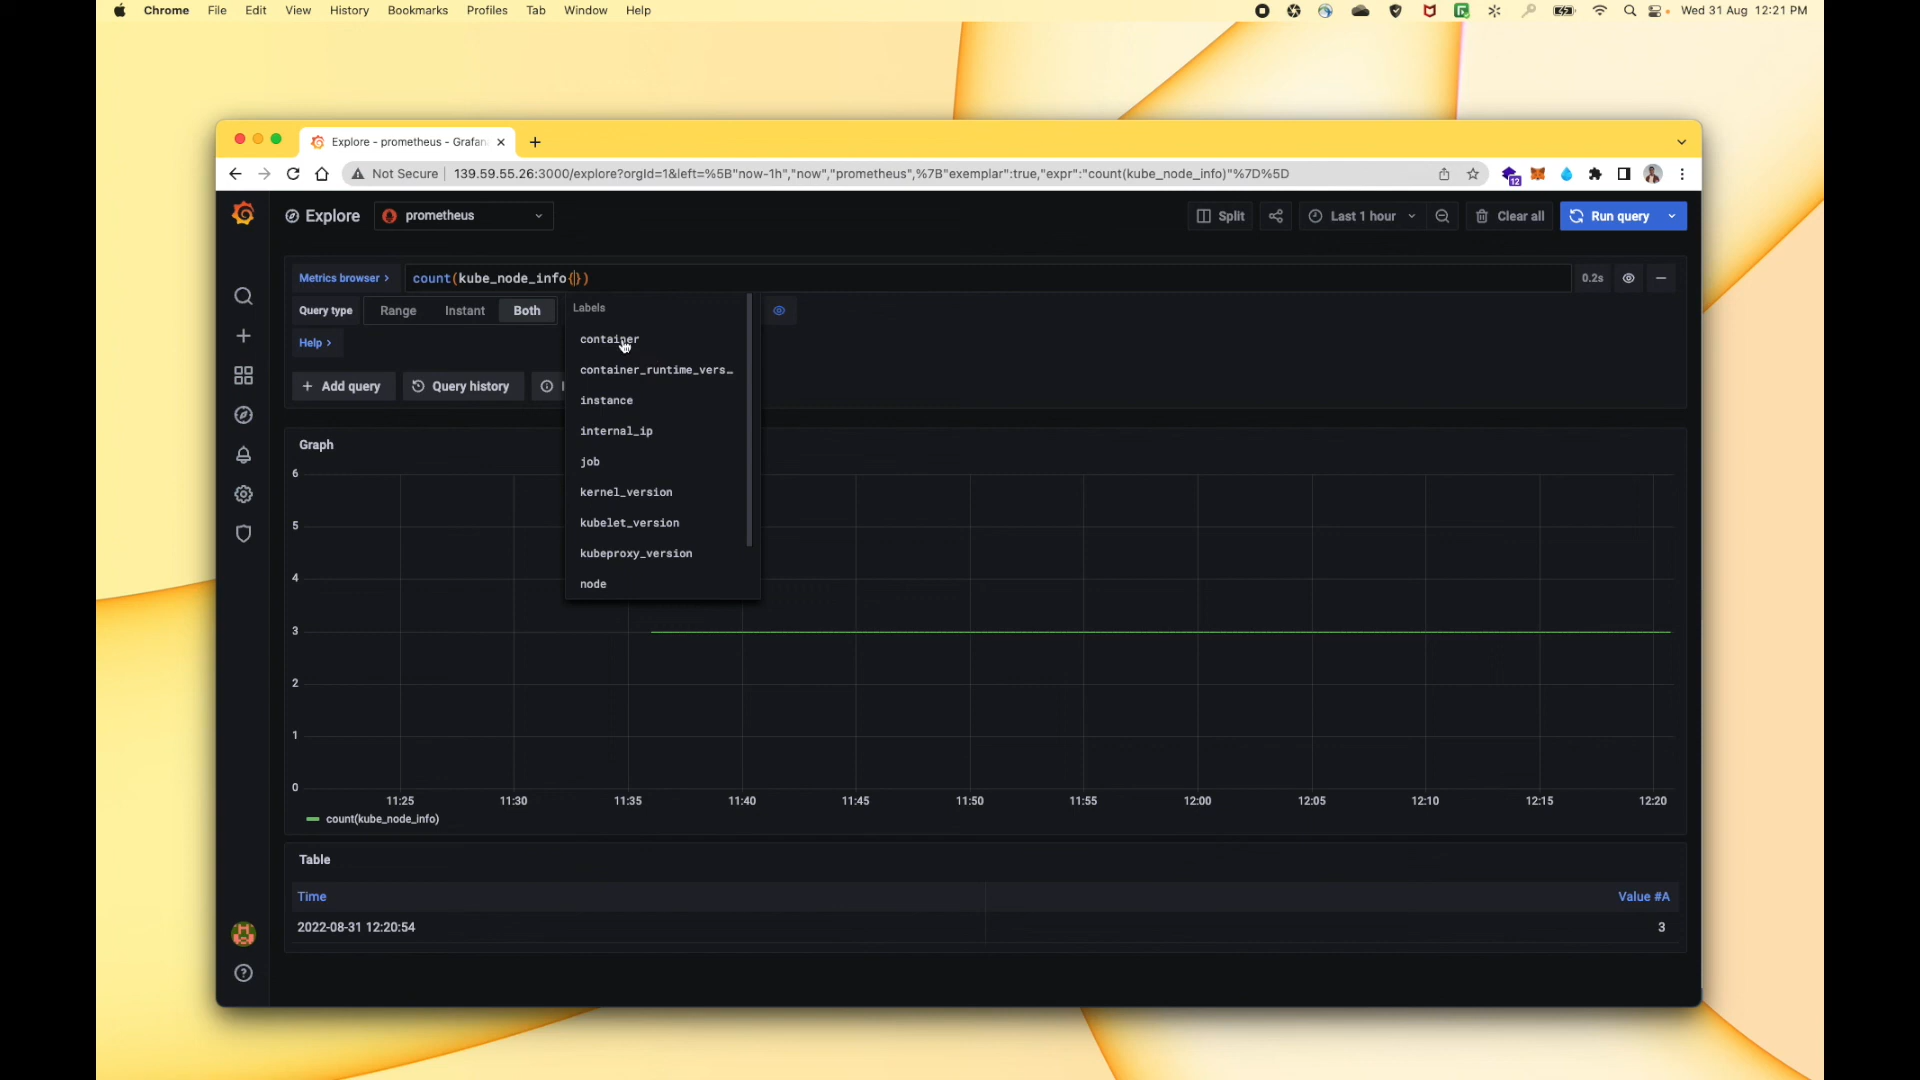 Chrome File Edit View History Bookmarks Profiles Tab Window Help Wed 31 Aug 12:21 PM
Explore - prometheus - Grafan
Not Secure 139.59.55.26:3000/explore?orgId=1&left=%5B"now-1h","now","prometheus",%7B"exemplar":true,"expr":"count(kube_node_info)"%7D%5D
12
Explore prometheus Split Last 1 hour Clear all Run query
Metrics browser > count(kube_node_info{}) 0.2s
Query type Range Instant Both
Labels
Help >
container
container_runtime_vers…
+ Add query Query history
instance
internal_ip
job
kernel_version
kubelet_version
kubeproxy_version
node
Graph
6
5
4
3
2
1
0
11:25 11:30 11:35 11:40 11:45 11:50 11:55 12:00 12:05 12:10 12:15 12:20
count(kube_node_info)
Table
Time Value #A
2022-08-31 12:20:54 3